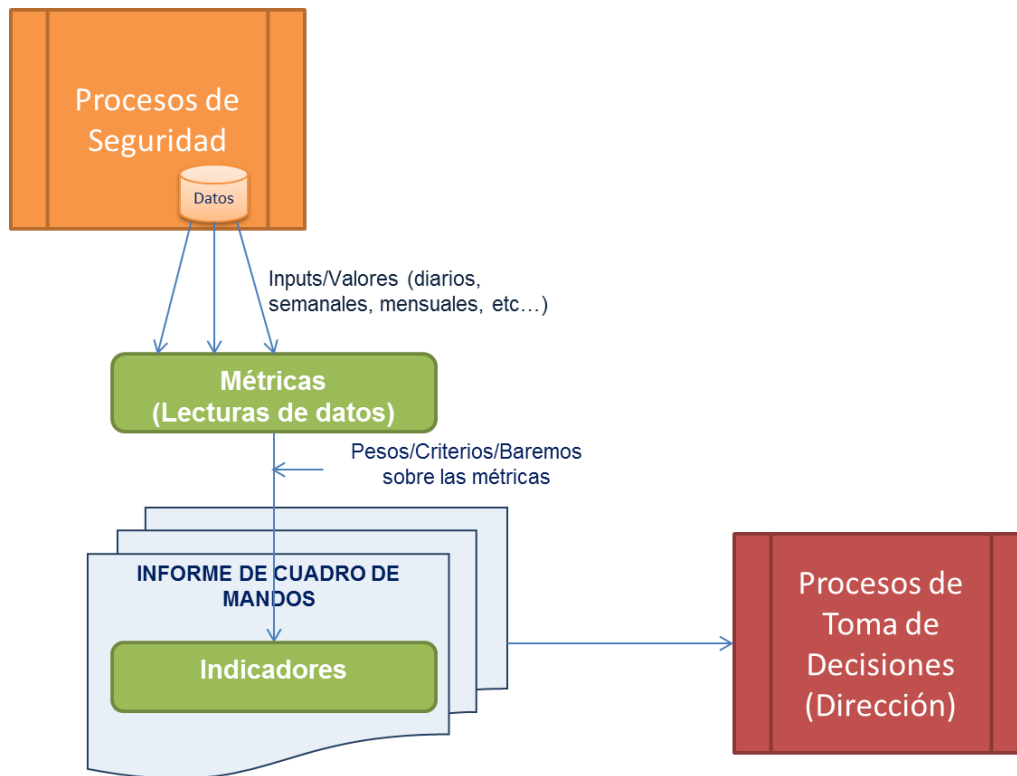 Procesos de
Seguridad
Datos
Inputs/Valores (diarios,
semanales, mensuales, etc…)
Métricas
(Lecturas de datos)
Pesos/Criterios/Baremos
sobre las métricas
INFORME DE CUADRO DE
MANDOS
Indicadores
Procesos de
Toma de
Decisiones
(Dirección)